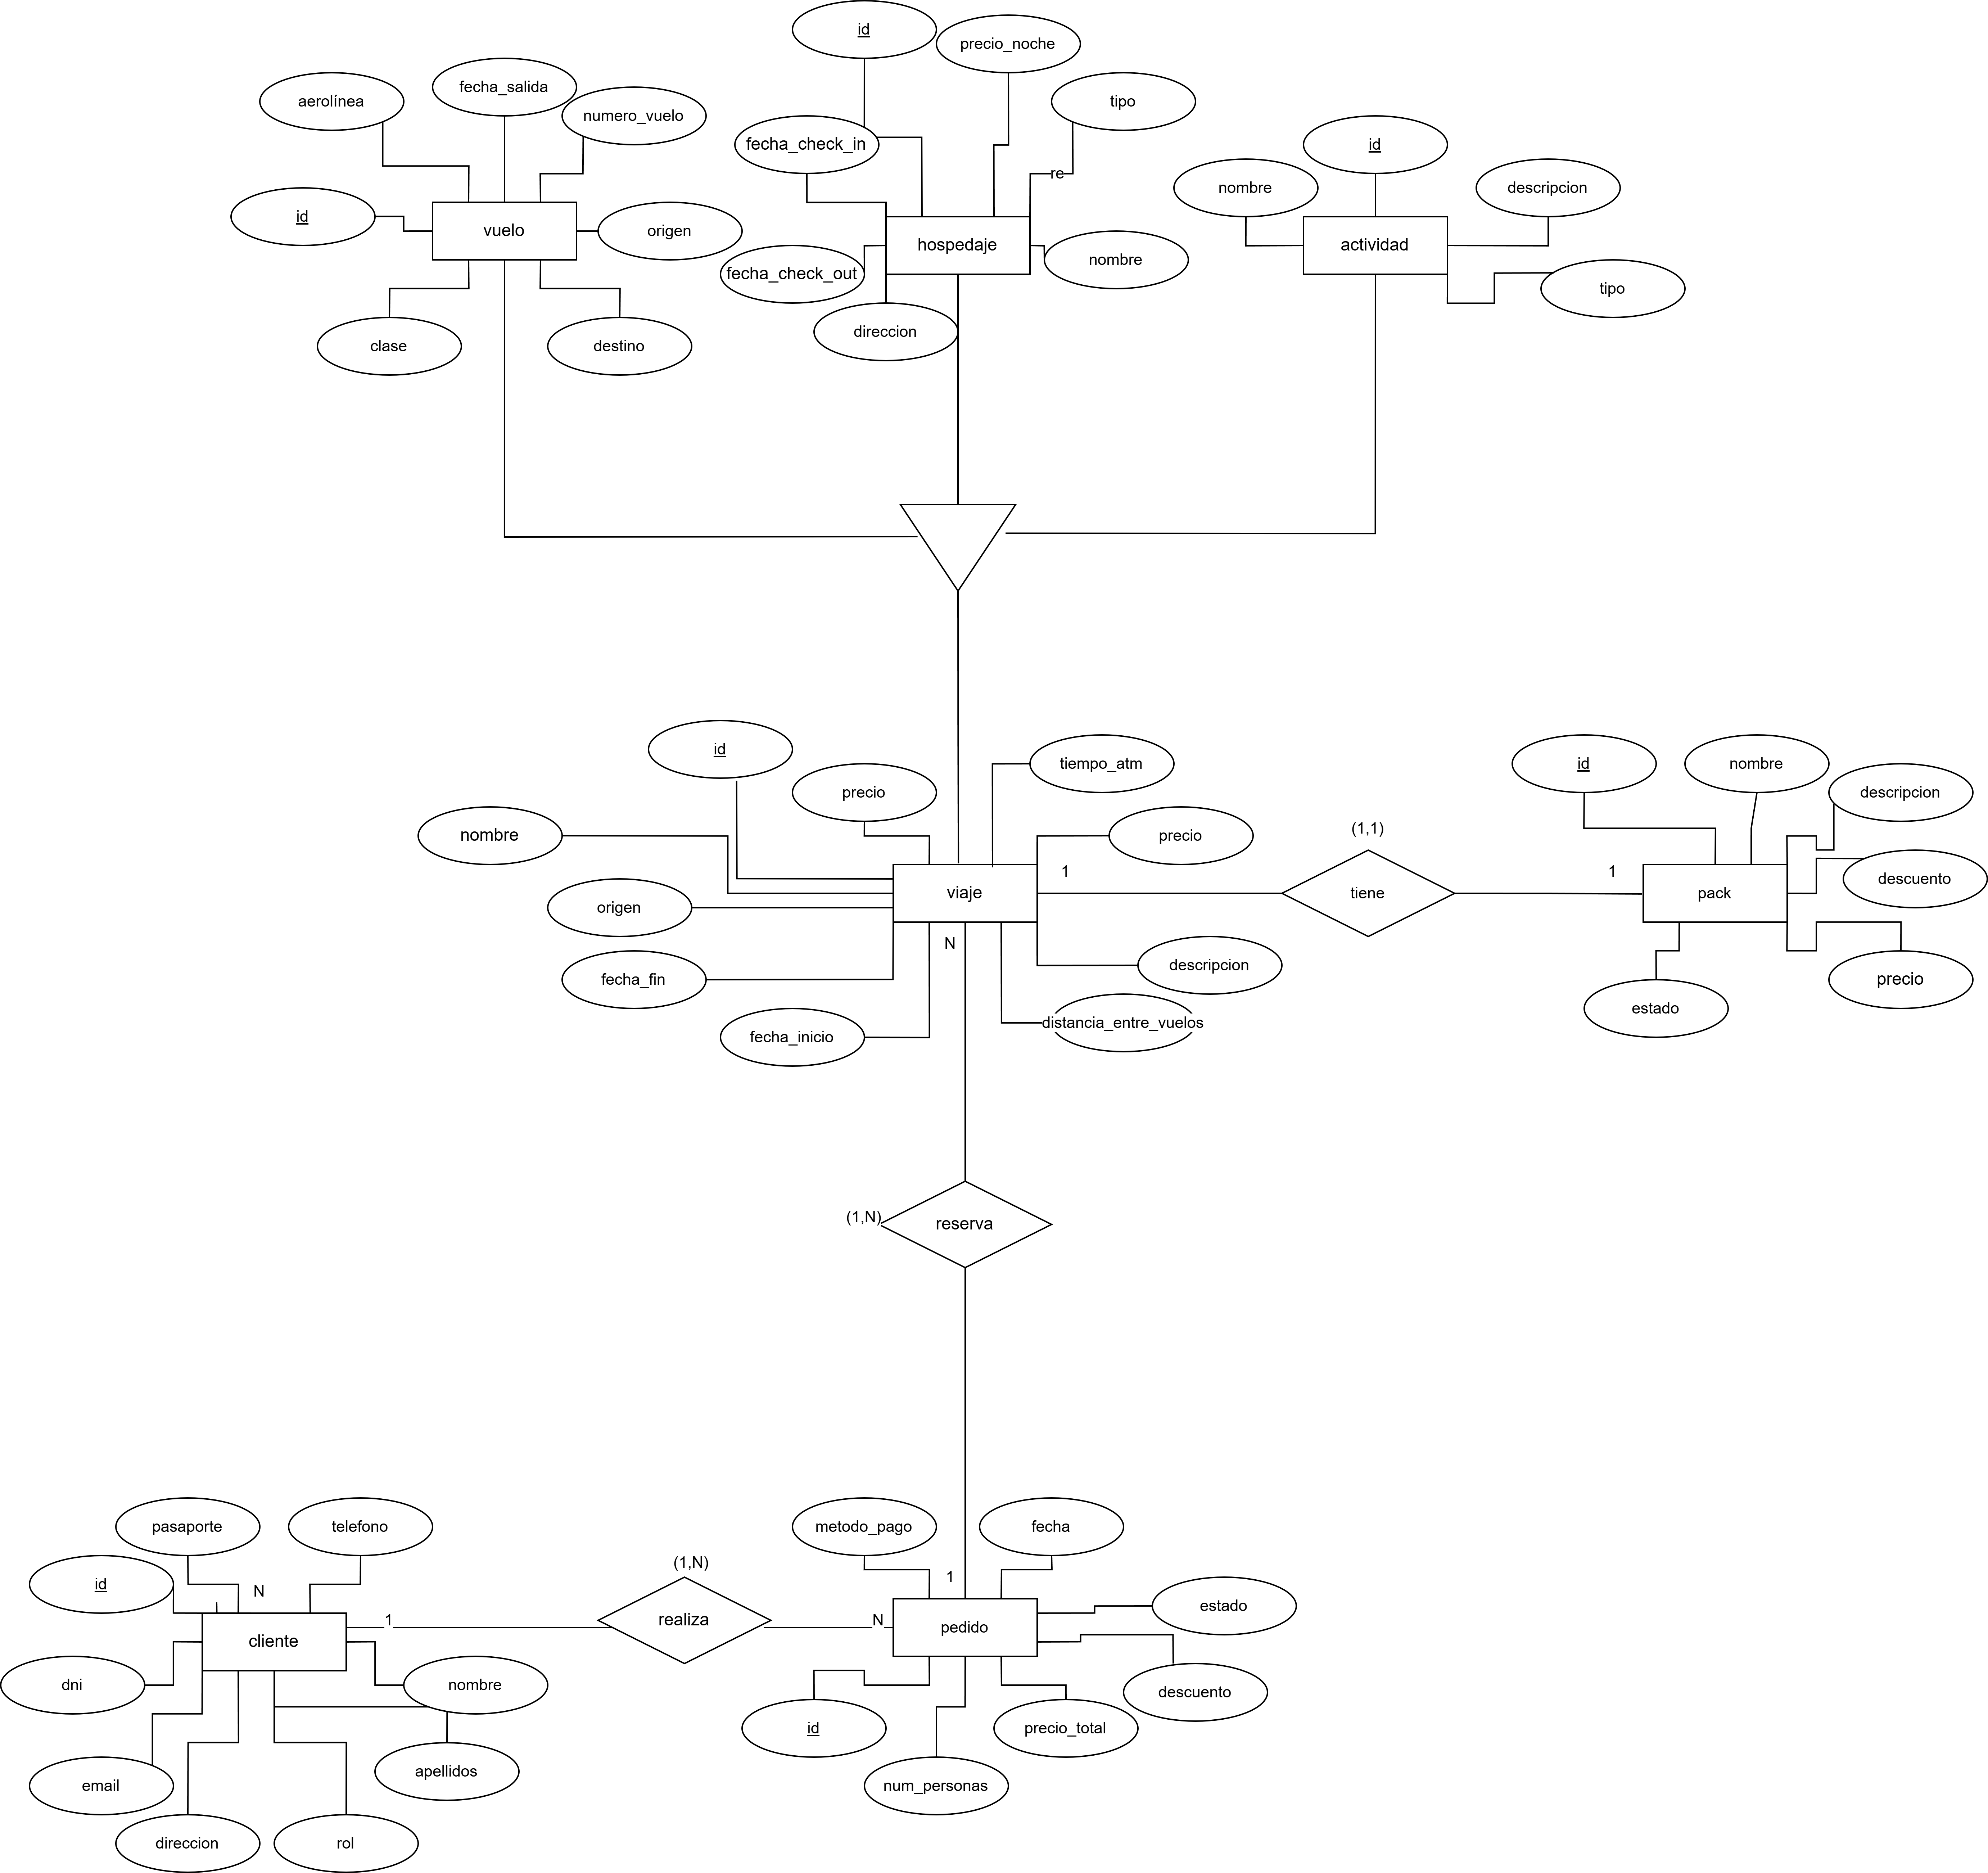 id
precio_noche
fecha_salida
aerolínea
tipo
numero_vuelo
fecha_check_in
id
re
nombre
descripcion
id
vuelo
origen
hospedaje
actividad
nombre
fecha_check_out
tipo
direccion
clase
destino
id
tiempo_atm
id
nombre
precio
descripcion
nombre
precio
(1,1)
1
1
descuento
viaje
tiene
pack
origen
N
descripcion
fecha_fin
precio
estado
distancia_entre_vuelos
fecha_inicio
(1,N)
reserva
pasaporte
telefono
metodo_pago
fecha
(1,N)
id
N
1
estado
1
realiza
N
pedido
cliente
dni
nombre
descuento
id
precio_total
apellidos
email
num_personas
direccion
rol